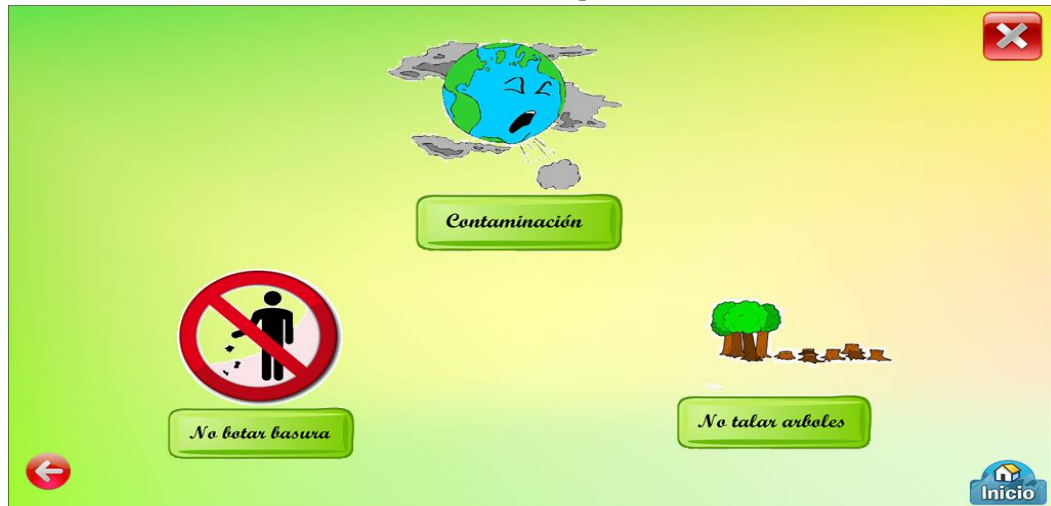 Contaminación
No botar basura
No talar arboles
Inicio